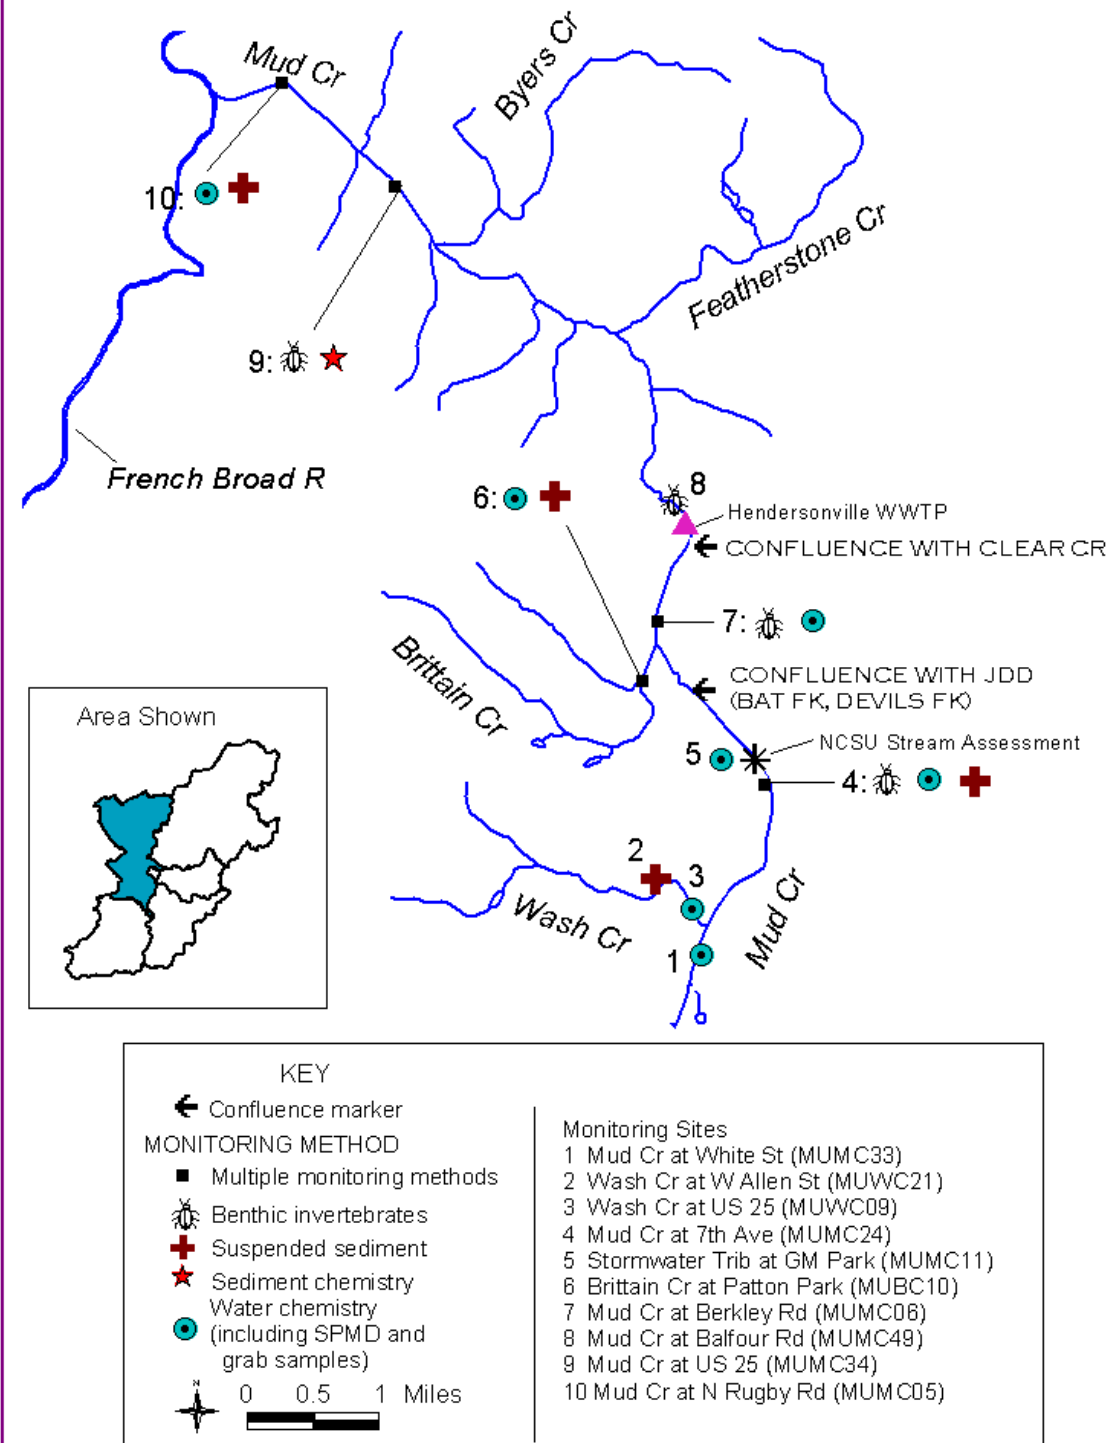 Mud Cr
Byers Cr
10:
Featherstone Cr
9:
French Broad R
6:
8
Hendersonville WWTP
CONFLUENCE WITH CLEAR CR
7:
Brittain Cr
CONFLUENCE WITH JDD
(BAT FK, DEVILS FK)
Area Shown
NCSU Stream Assessment
5
4:
2
3
Wash Cr
Mud Cr
1
KEY
Confluence marker
MONITORING METHOD
Multiple monitoring methods
Benthic invertebrates
Suspended sediment
Sediment chemistry
Water chemistry
(including SPMD and
grab samples)
N
0 0.5 1 Miles
Monitoring Sites
1 Mud Cr at White St (MUMC33)
2 Wash Cr at W Allen St (MUWC21)
3 Wash Cr at US 25 (MUWC09)
4 Mud Cr at 7th Ave (MUMC24)
5 Stormwater Trib at GM Park (MUMC11)
6 Brittain Cr at Patton Park (MUBC10)
7 Mud Cr at Berkley Rd (MUMC06)
8 Mud Cr at Balfour Rd (MUMC49)
9 Mud Cr at US 25 (MUMC34)
10 Mud Cr at N Rugby Rd (MUMC05)